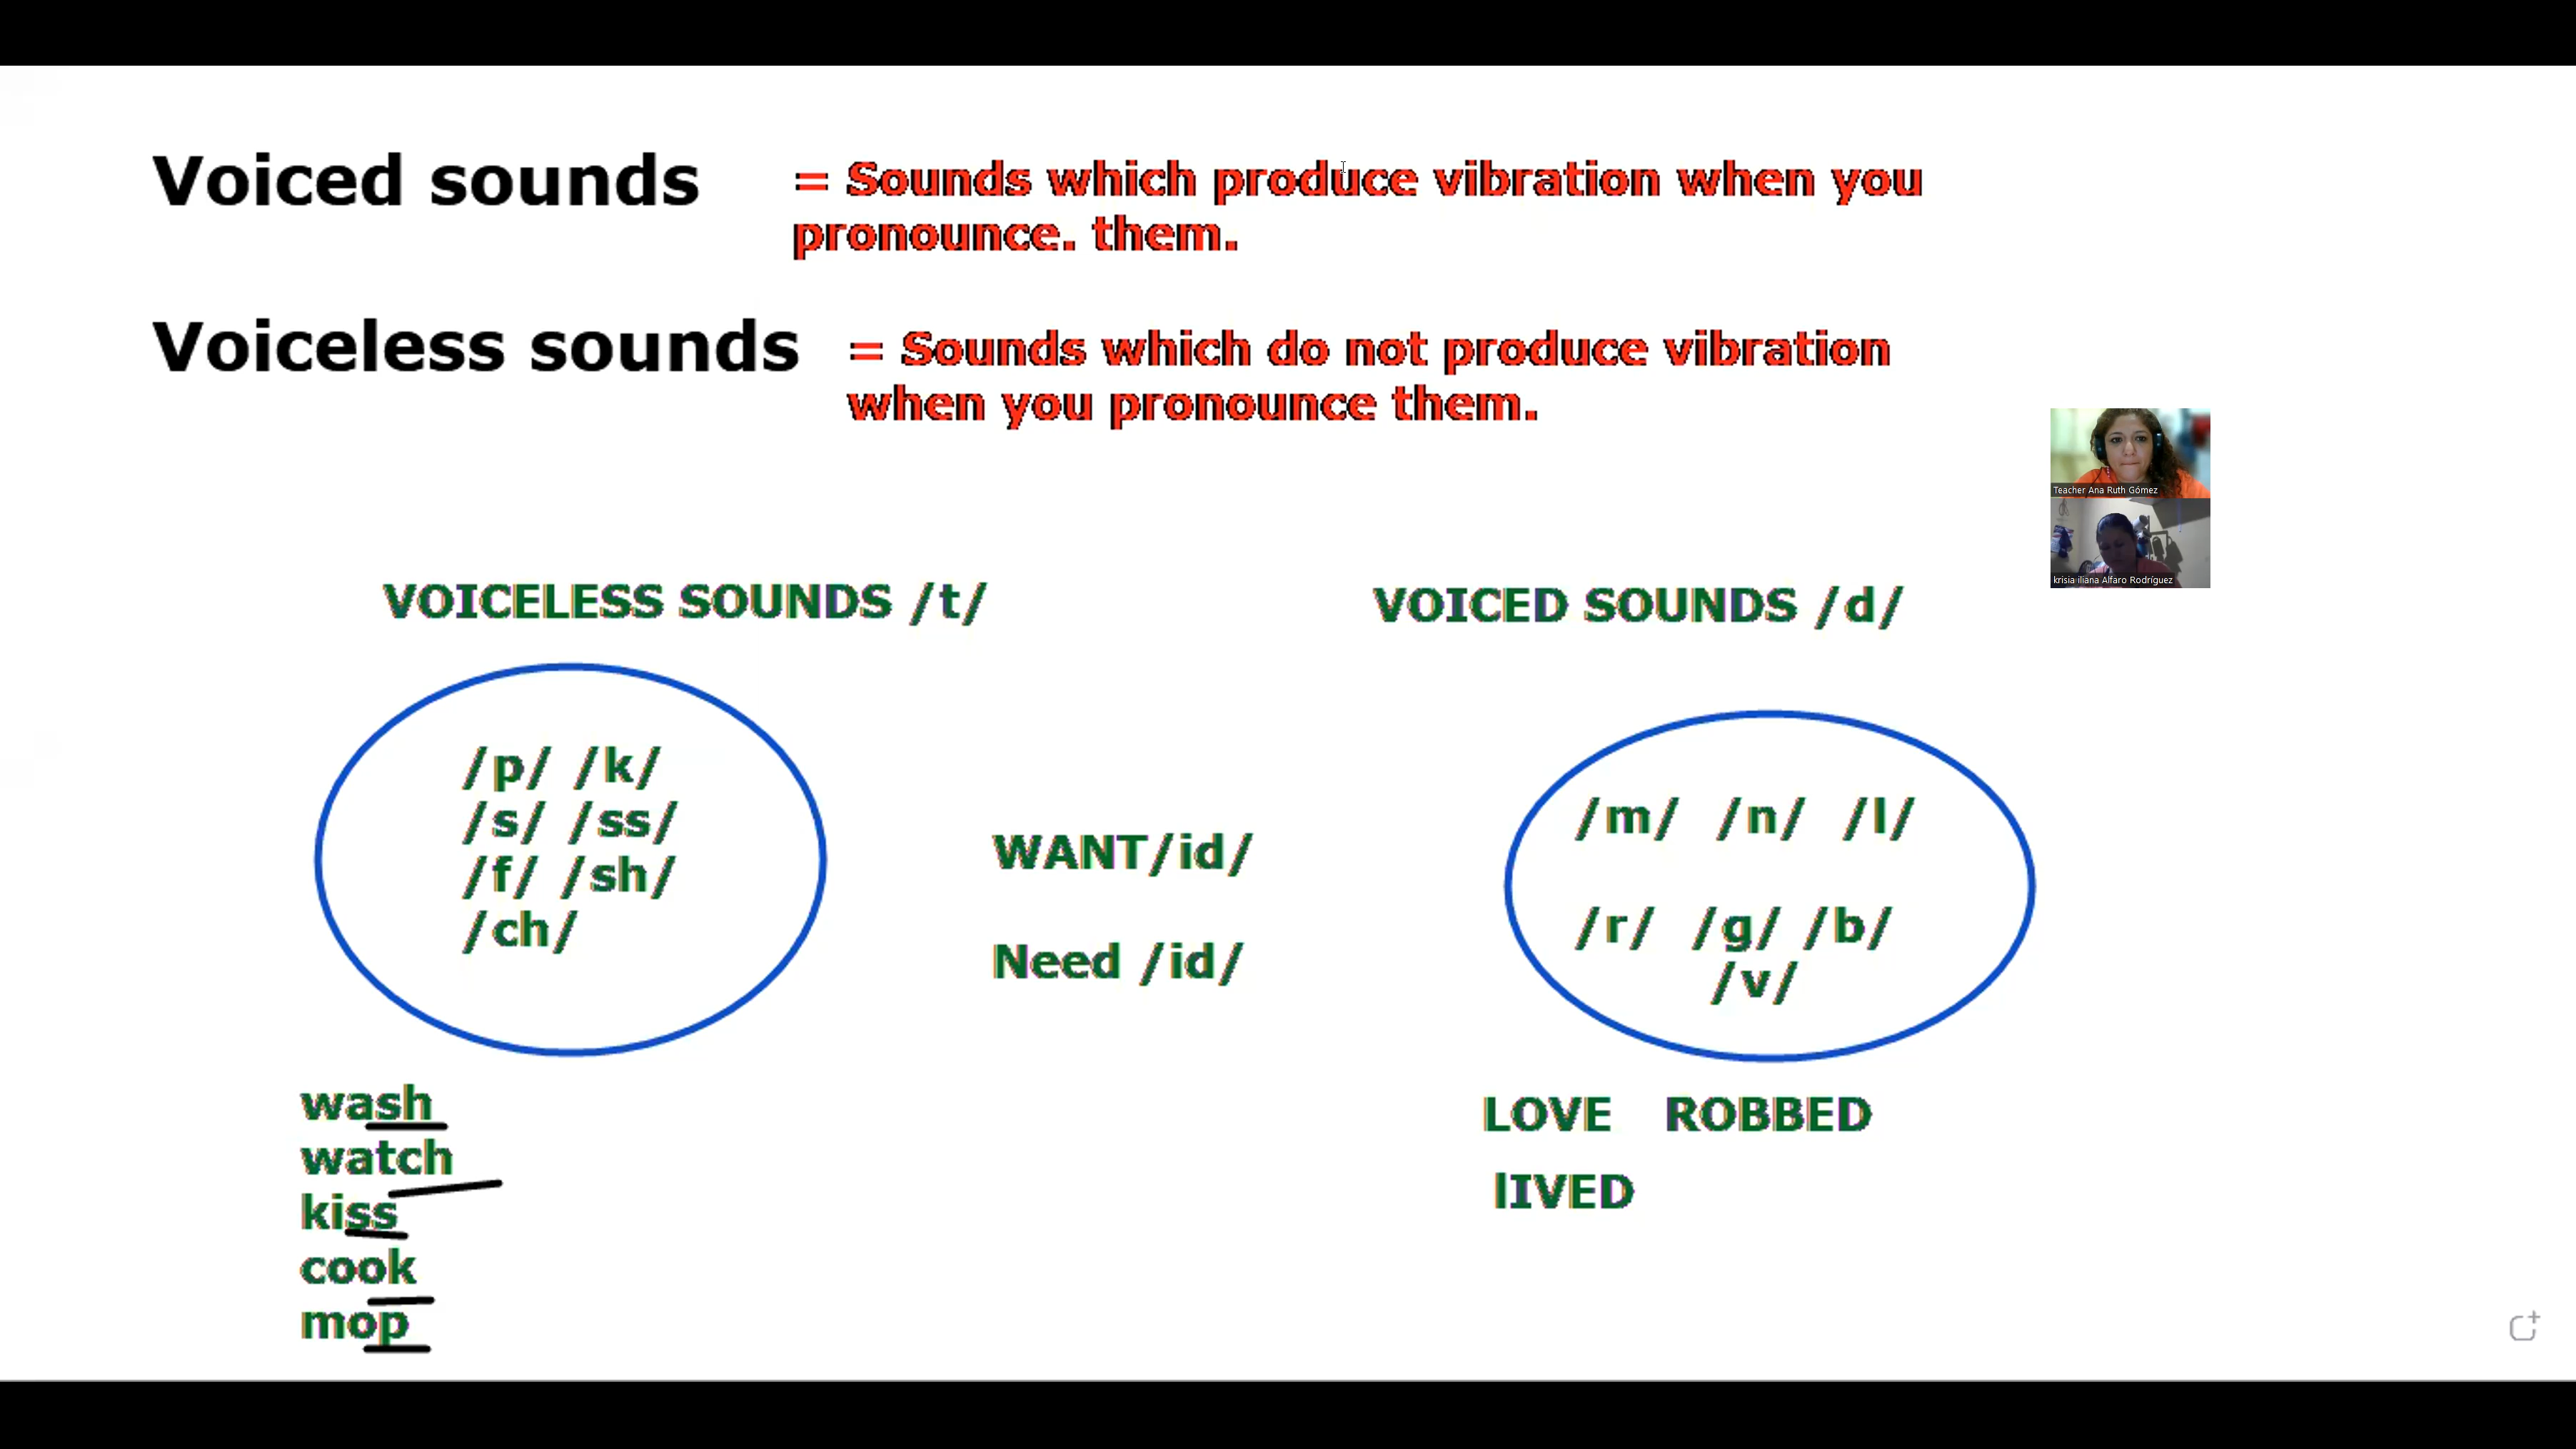 Voiced sounds
= Sounds which produce vibration when you
pronounce. them.
Voiceless sounds
= Sounds which do not produce vibration
when you pronounce them.
Teacher Ana Ruth Gómez
krisia iliana Alfaro Rodríguez
VOICELESS SOUNDS /t/
/p/ /k/
/s/ /ss/
/f/ /sh/
/ch/
wash
watch
kiss
cook
mop
WANT/id/
Need /id/
VOICED SOUNDS /d/
/m/ /n/ /l/
/r/ /g/ /b/
/v/
LOVE ROBBED
lIVED